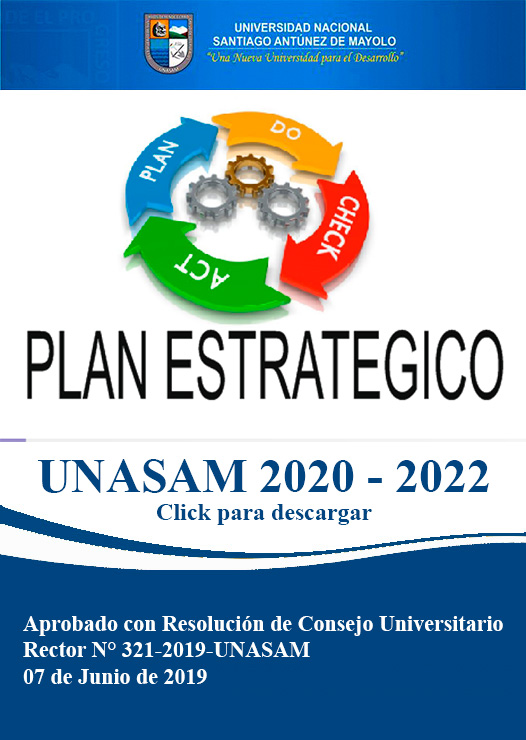 UNIVERSIDAD NACIONAL
SANTIAGO ANTÚNEZ DE MAYOLO
"Una Nueva Universidad para el Desarrollo"
UNASAM
PLAN
DO
CHECK
ACT
PLAN ESTRATEGICO
UNASAM 2020 - 2022
Click para descargar
Aprobado con Resolución de Consejo Universitario
Rector N° 321-2019-UNASAM
07 de Junio de 2019